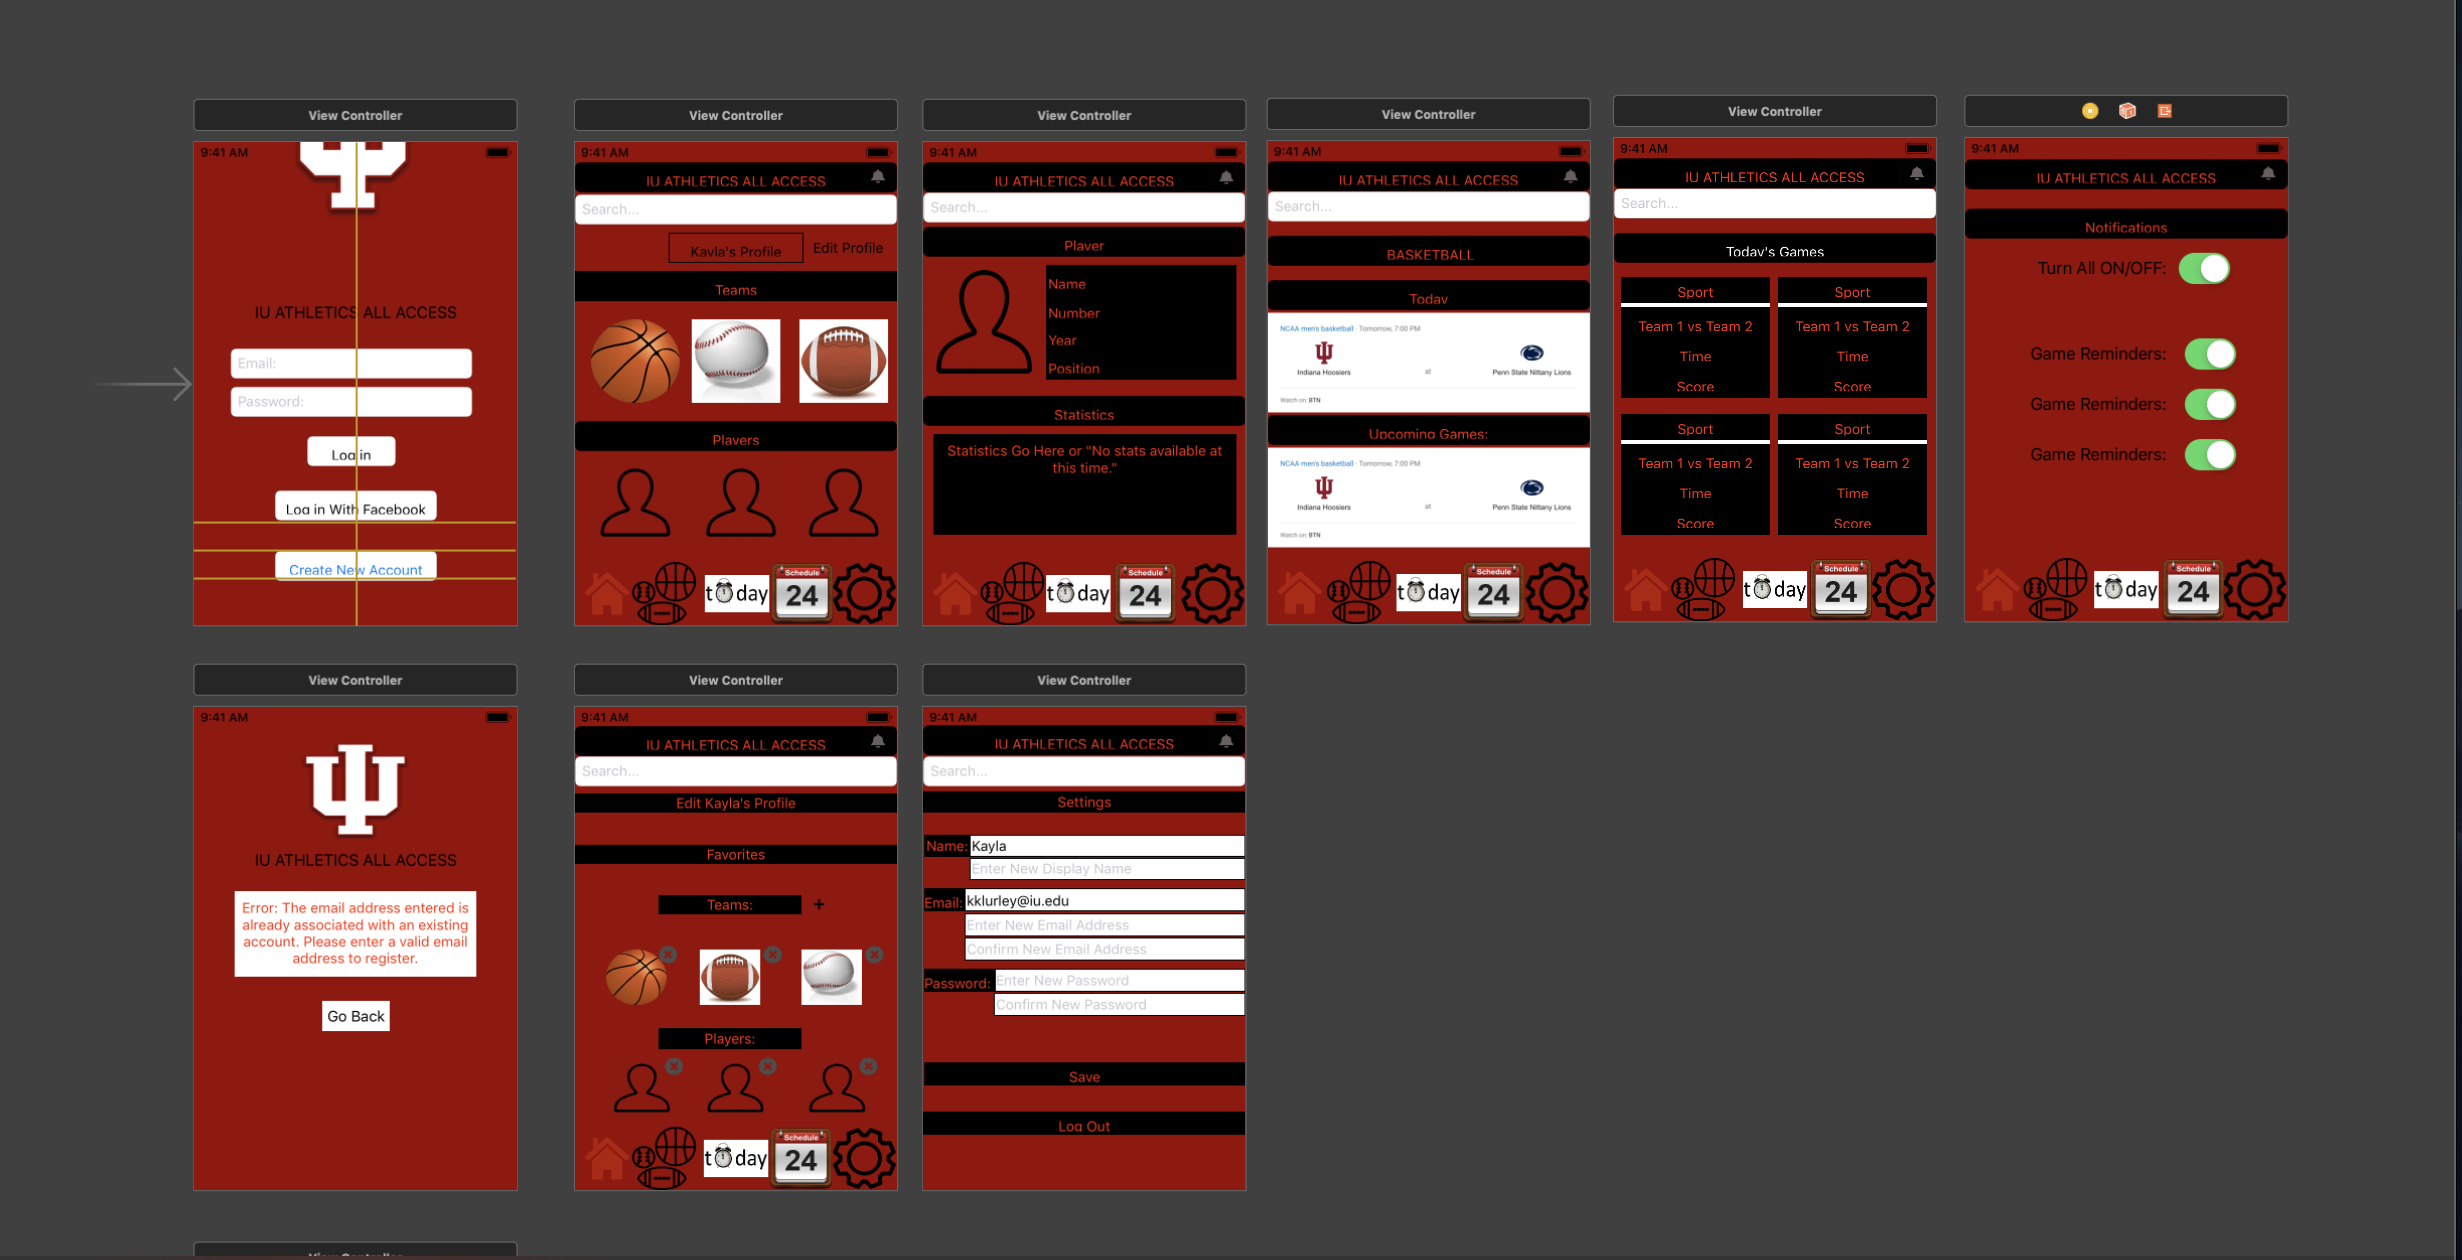 View Controller
9:41 AM
IU ATHLETICS ALL ACCESS
Email:
Password:
Log in
Log in With Facebook
Create New Account
View Controller
9:41 AM
IU ATHLETICS ALL ACCESS
Search...
Kayla's Profile
Edit Profile
Teams
Players
today
Schedule
24
View Controller
9:41 AM
IU ATHLETICS ALL ACCESS
Search...
Player
Name
Number
Year
Position
Statistics
Statistics Go Here or "No stats available at
this time."
today
Schedule
24
View Controller
9:41 AM
IU ATHLETICS ALL ACCESS
Search...
BASKETBALL
Today
NCAA men's basketball · Tomorrow, 7:00 PM
Indiana Hoosiers
at
Penn State Nittany Lions
Watch on: BTN
Upcoming Games:
NCAA men's basketball · Tomorrow, 7:00 PM
Indiana Hoosiers
at
Penn State Nittany Lions
Watch on: BTN
today
Schedule
24
View Controller
9:41 AM
IU ATHLETICS ALL ACCESS
Search...
Today's Games
Sport
Team 1 vs Team 2
Time
Score
Sport
Team 1 vs Team 2
Time
Score
Sport
Team 1 vs Team 2
Time
Score
Sport
Team 1 vs Team 2
Time
Score
today
Schedule
24
9:41 AM
IU ATHLETICS ALL ACCESS
Notifications
Turn All ON/OFF:
Game Reminders:
Game Reminders:
Game Reminders:
today
Schedule
24
View Controller
9:41 AM
IU ATHLETICS ALL ACCESS
Error: The email address entered is
already associated with an existing
account. Please enter a valid email
address to register.
Go Back
View Controller
9:41 AM
IU ATHLETICS ALL ACCESS
Search...
Edit Kayla's Profile
Favorites
Teams:
+
Players:
today
Schedule
24
View Controller
9:41 AM
IU ATHLETICS ALL ACCESS
Search...
Settings
Name: Kayla
Enter New Display Name
Email: kklurley@iu.edu
Enter New Email Address
Confirm New Email Address
Password: Enter New Password
Confirm New Password
Save
Log Out
View Controller